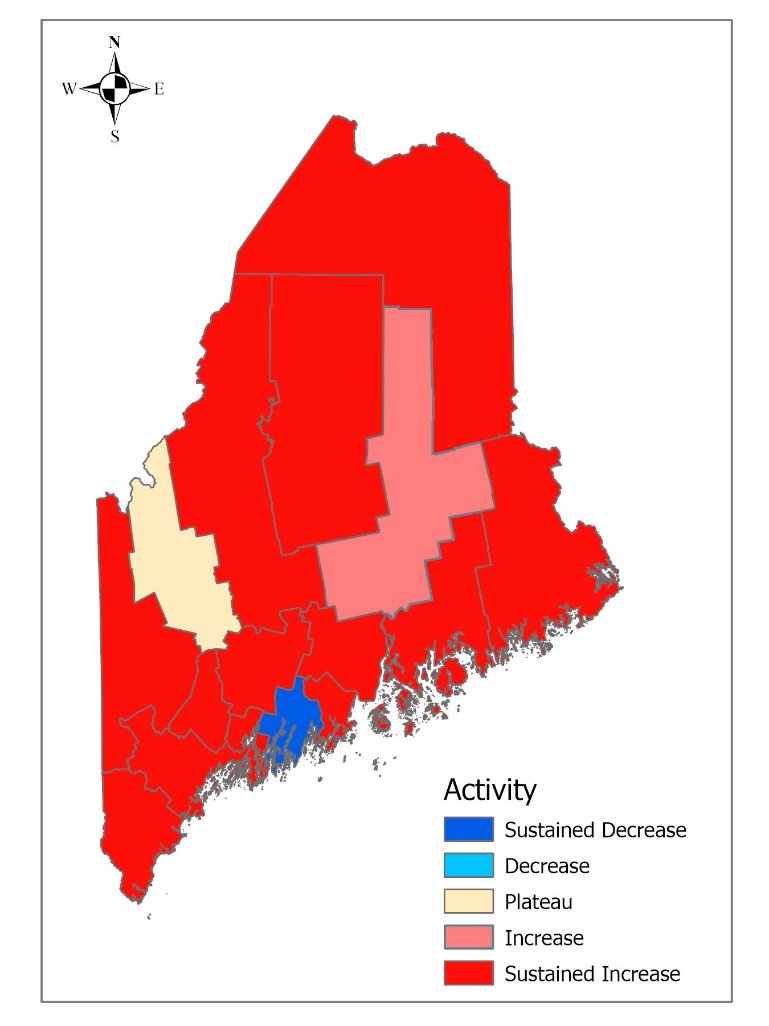 N
W E
S
Activity
Sustained Decrease
Decrease
Plateau
Increase
Sustained Increase